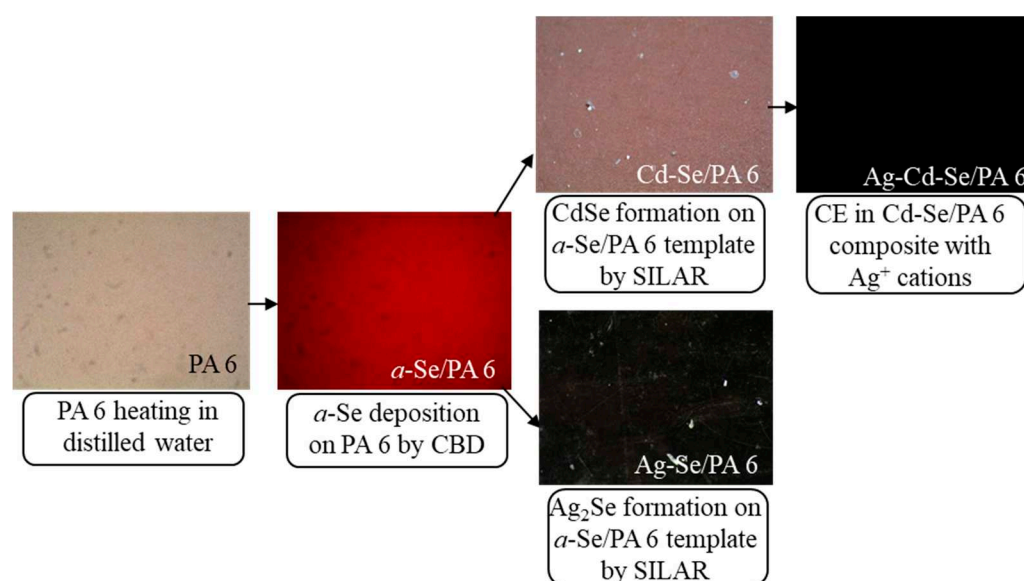 PA 6
PA 6 heating in
distilled water
a-Se/PA 6
a-Se deposition
on PA 6 by CBD
Cd-Se/PA 6
CdSe formation on
a-Se/PA 6 template
by SILAR
Ag-Cd-Se/PA 6
CE in Cd-Se/PA 6
composite with
Ag⁺ cations
Ag-Se/PA 6
Ag₂Se formation on
a-Se/PA 6 template
by SILAR